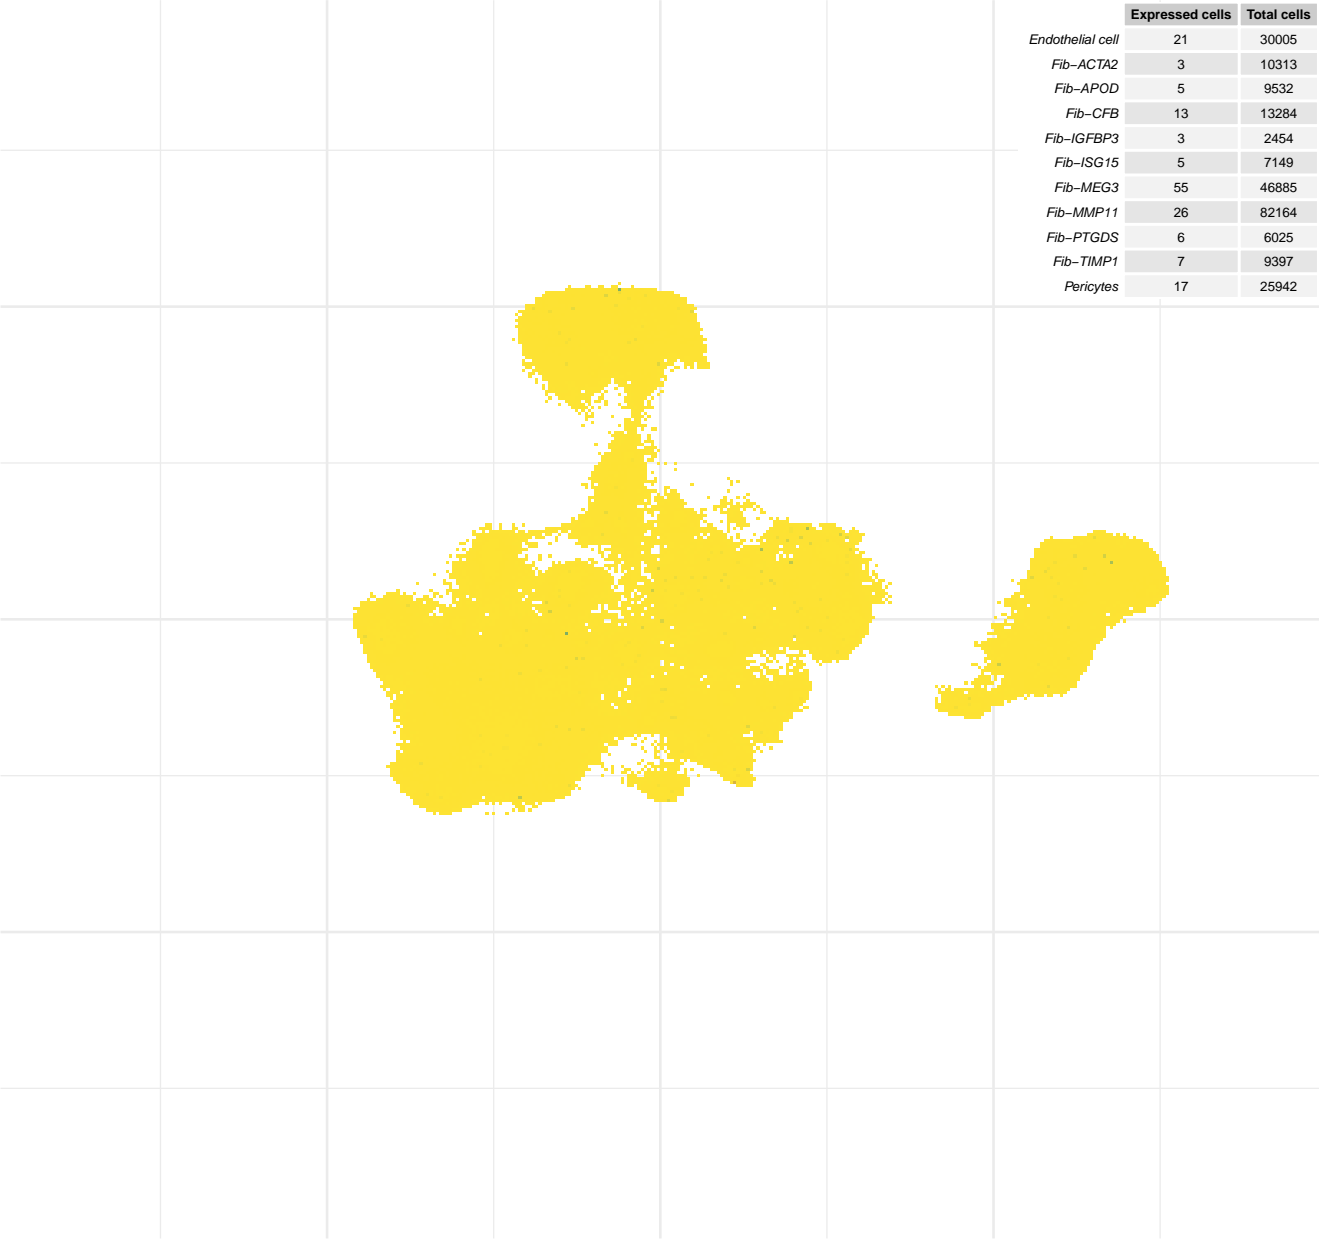 Expressed cells Total cells
Endothelial cell 21 30005
Fib−ACTA2 3 10313
Fib−APOD 5 9532
Fib−CFB 13 13284
Fib−IGFBP3 3 2454
Fib−ISG15 5 7149
Fib−MEG3 55 46885
Fib−MMP11 26 82164
Fib−PTGDS 6 6025
Fib−TIMP1 7 9397
Pericytes 17 25942